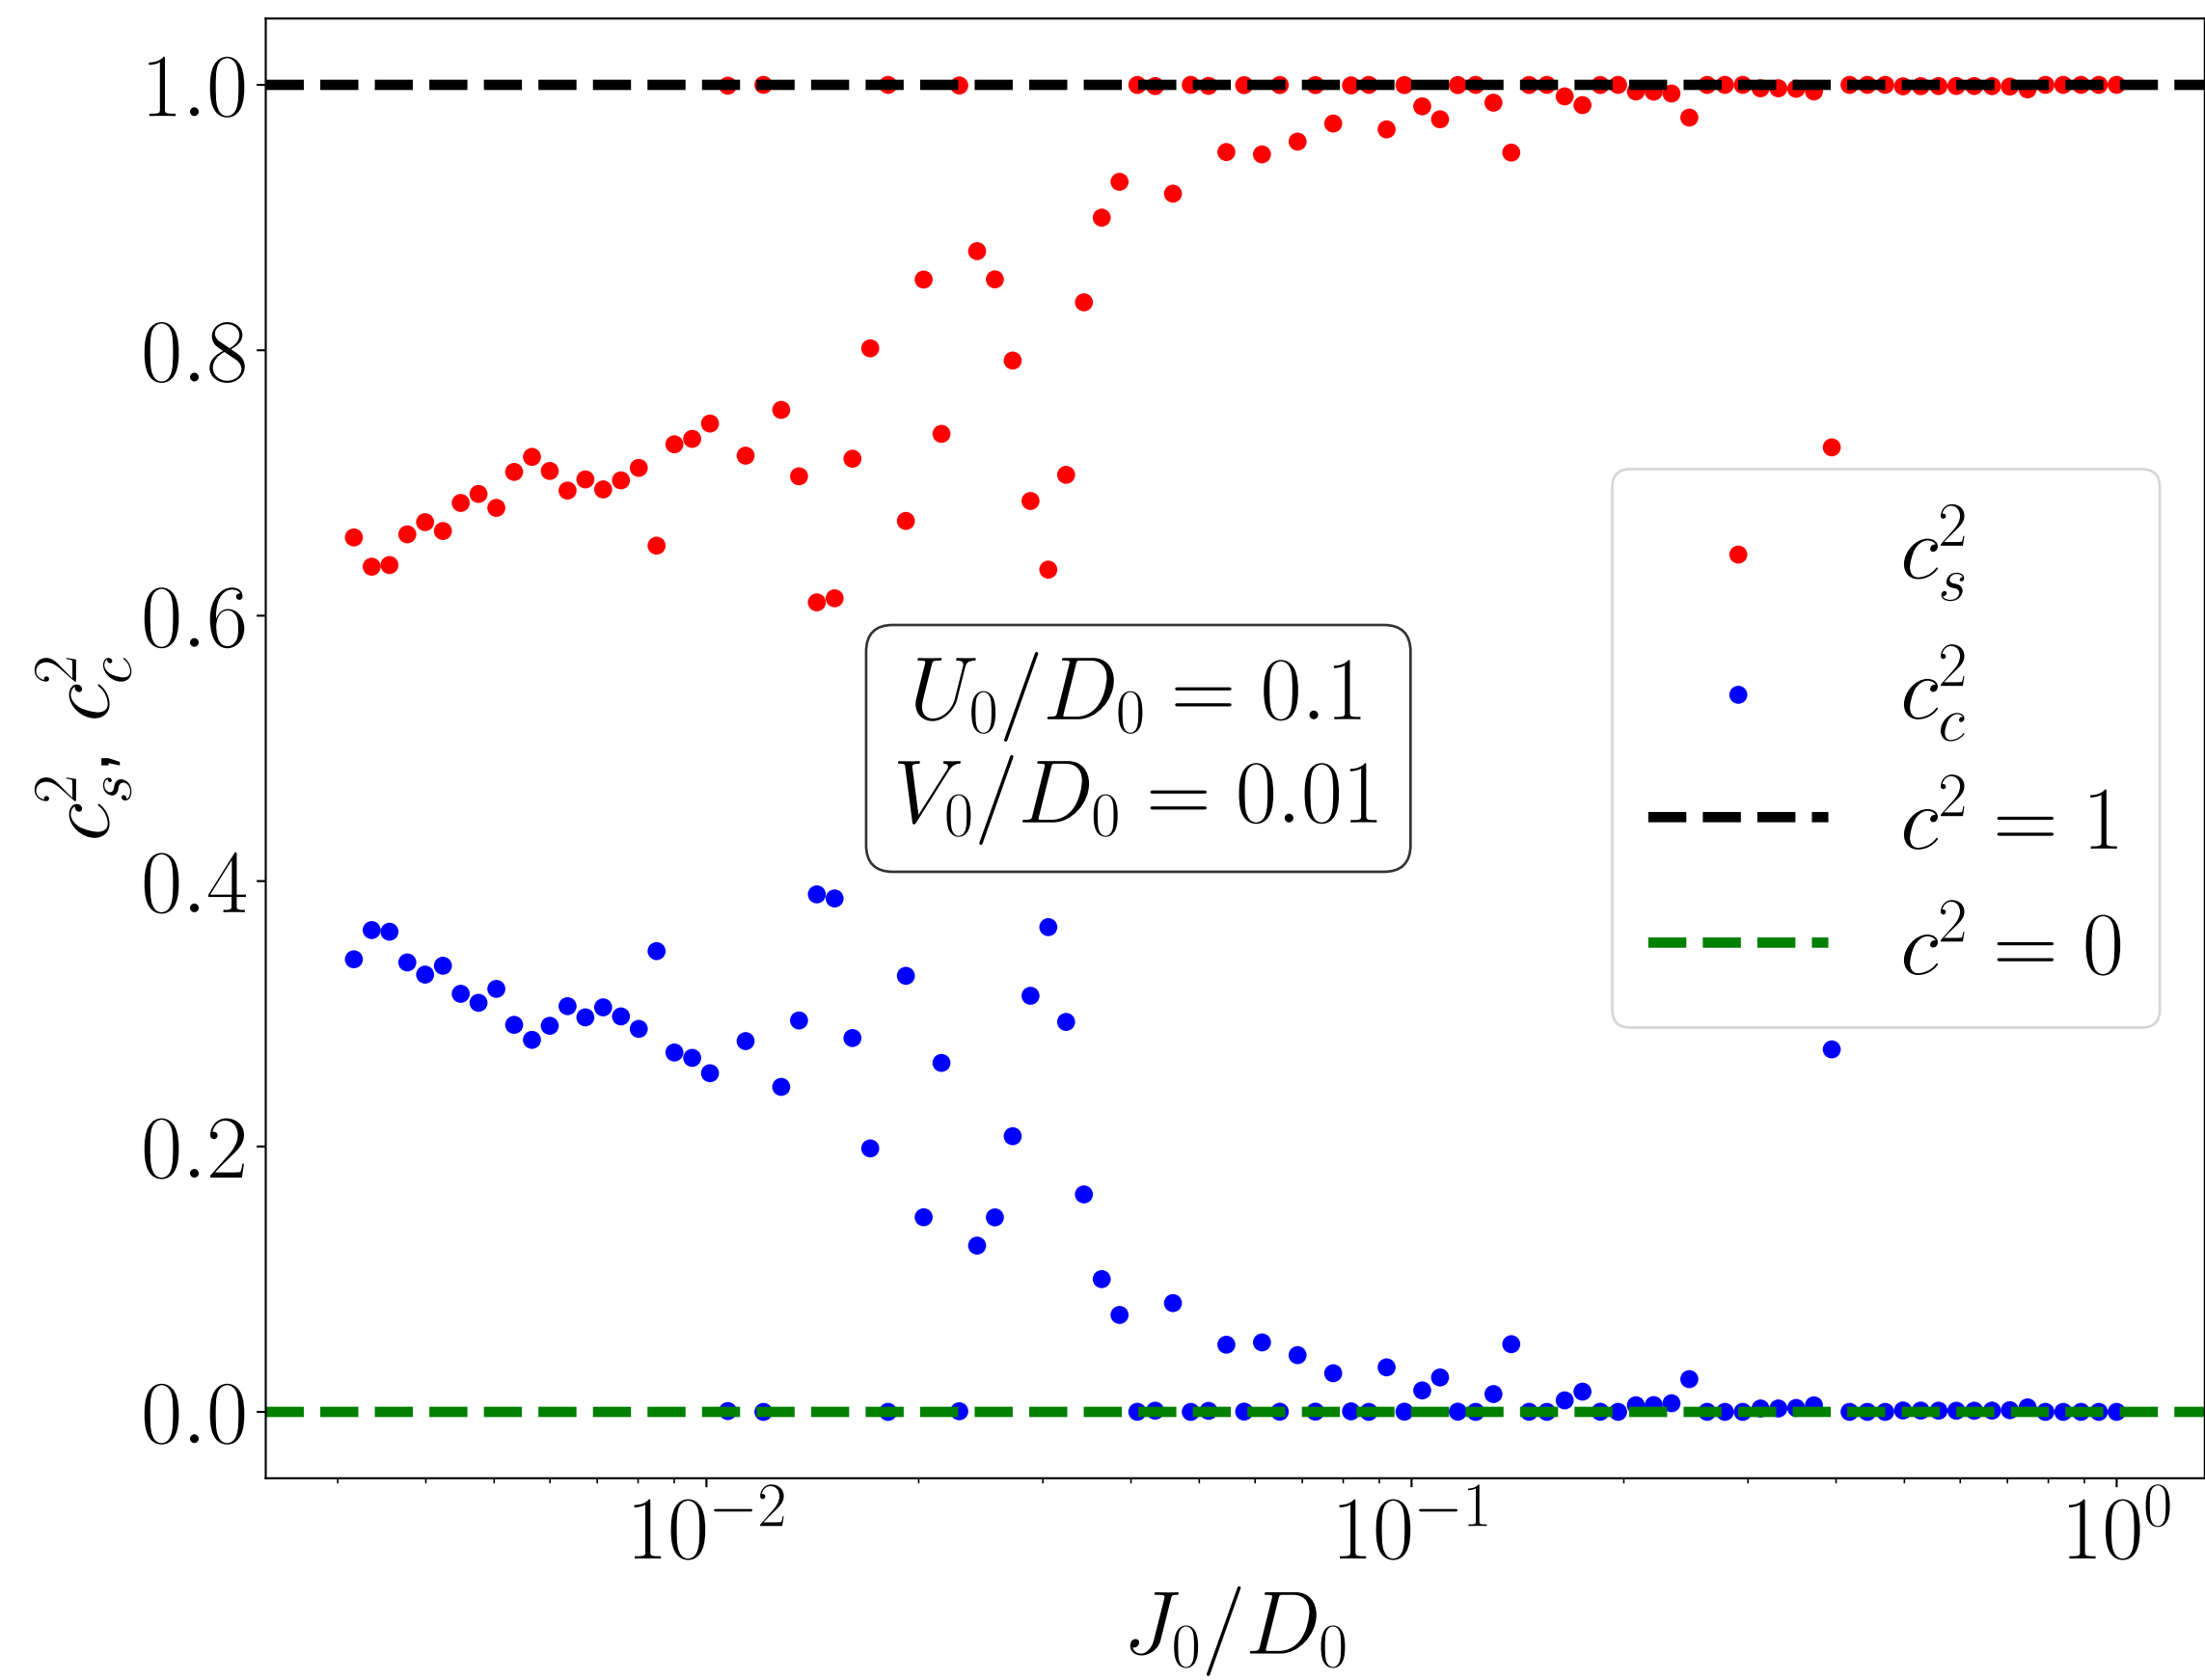 c_s^2, c_c^2
1.0
0.8
0.6
0.4
0.2
0.0
U_0/D_0 = 0.1
V_0/D_0 = 0.01
c_s^2
c_c^2
c^2 = 1
c^2 = 0
10^{-2}
10^{-1}
10^0
J_0/D_0